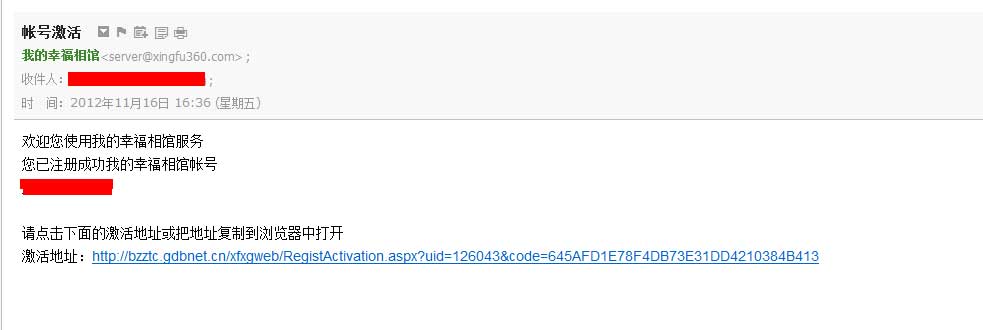 帐号激活
我的幸福相馆<server@xingfu360.com>;
收件人：;
时 间：2012年11月16日 16:36 (星期五)
欢迎您使用我的幸福相馆服务
您已注册成功我的幸福相馆帐号
请点击下面的激活地址或把地址复制到浏览器中打开
激活地址：http://bzztc.gdbnet.cn/xfxgweb/RegistActivation.aspx?uid=126043&code=645AFD1E78F4DB73E31DD4210384B413